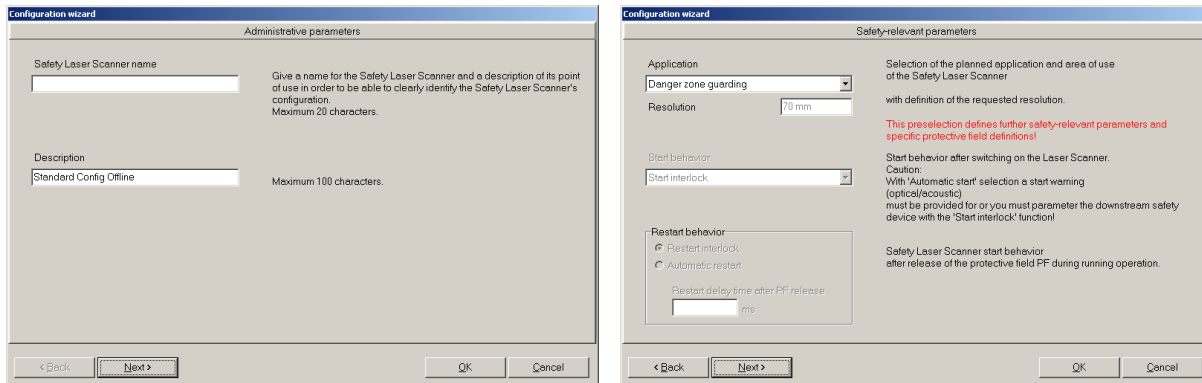 Configuration wizard
Administrative parameters
Safety Laser Scanner name
Give a name for the Safety Laser Scanner and a description of its point
of use in order to be able to clearly identify the Safety Laser Scanner's
configuration.
Maximum 20 characters.
Description
Standard Config Offline
Maximum 100 characters.
< Back
Next >
OK
Cancel
Configuration wizard
Safety-relevant parameters
Application
Danger zone guarding
Resolution
70 mm
Selection of the planned application and area of use
of the Safety Laser Scanner
with definition of the requested resolution.
This preselection defines further safety-relevant parameters and
specific protective field definitions!
Start behavior
Start interlock
Start behavior after switching on the Laser Scanner.
Caution:
With 'Automatic start' selection a start warning
(optical/acoustic)
must be provided for or you must parameter the downstream safety
device with the 'Start interlock' function!
Restart behavior
Restart interlock
Automatic restart
Restart delay time after PF release
ms
Safety Laser Scanner start behavior
after release of the protective field PF during running operation.
< Back
Next >
OK
Cancel